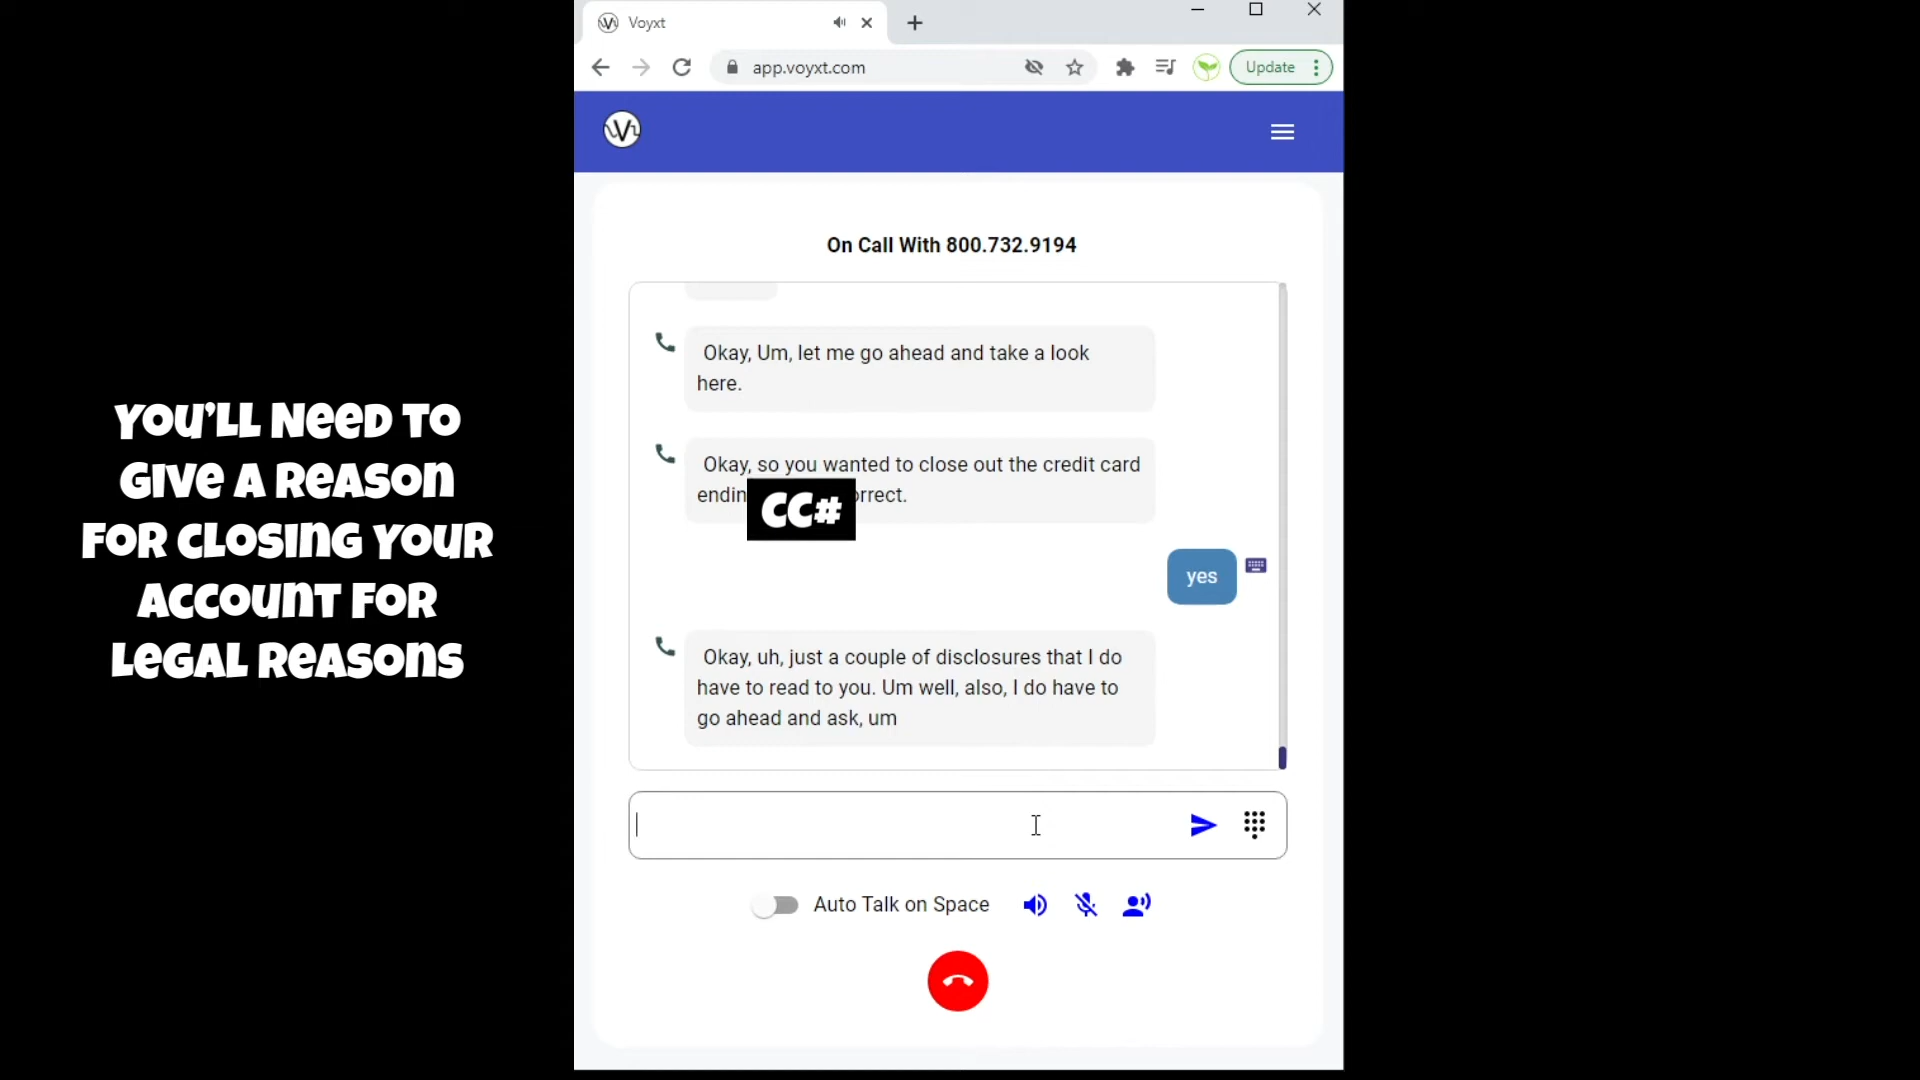 Voyxt
app.voyxt.com
Update
On Call With 800.732.9194
Okay, Um, let me go ahead and take a look
here.
Okay, so you wanted to close out the credit card
endin CC# orrect.
yes
Okay, uh, just a couple of disclosures that I do
have to read to you. Um well, also, I do have to
go ahead and ask, um
Auto Talk on Space
You'll need to
give a reason
for closing your
account for
legal reasons